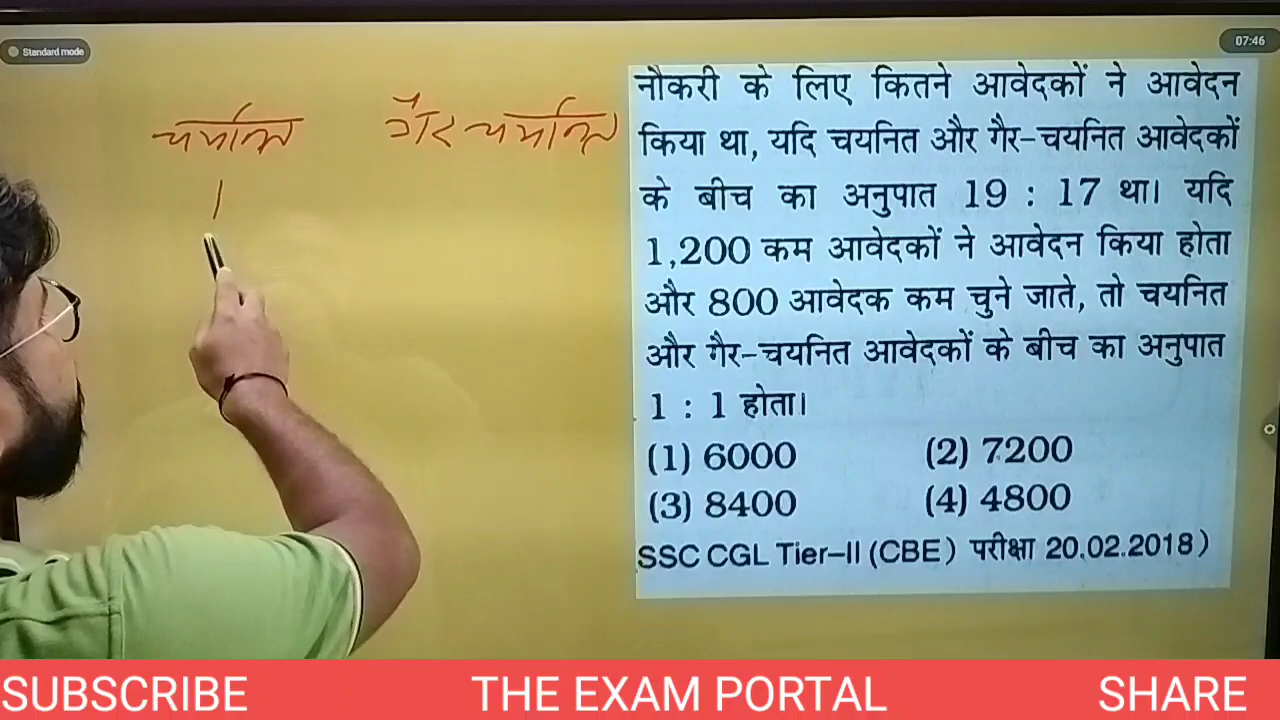 Standard mode
07:46
चयनित गैर चयनित
1
नौकरी के लिए कितने आवेदकों ने आवेदन
किया था, यदि चयनित और गैर-चयनित आवेदकों
के बीच का अनुपात 19 : 17 था। यदि
1,200 कम आवेदकों ने आवेदन किया होता
और 800 आवेदक कम चुने जाते, तो चयनित
और गैर-चयनित आवेदकों के बीच का अनुपात
1 : 1 होता।
(1) 6000 (2) 7200
(3) 8400 (4) 4800
SSC CGL Tier–II (CBE) परीक्षा 20.02.2018)
SUBSCRIBE THE EXAM PORTAL SHARE